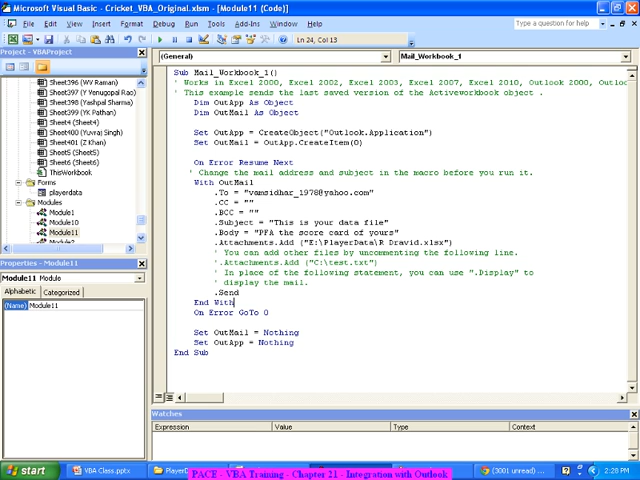 Microsoft Visual Basic - Cricket_VBA_Original.xlsm - [Module11 (Code)]
File Edit View Insert Format Debug Run Tools Add-Ins Window Help
Type a question for help
Ln 24, Col 13
Project - VBAProject
Sheet396 (WV Raman)
Sheet397 (Y Venugopal Rao)
Sheet398 (Yashpal Sharma)
Sheet399 (YK Pathan)
Sheet4 (Sheet4)
Sheet400 (Yuvraj Singh)
Sheet401 (Z Khan)
Sheet5 (Sheet5)
Sheet6 (Sheet6)
ThisWorkbook
Forms
playerdata
Modules
Module1
Module10
Module11
Module2
Properties - Module11
Module11 Module
Alphabetic Categorized
(Name) Module11
(General) Mail_Workbook_1
Sub Mail_Workbook_1()
' Works in Excel 2000, Excel 2002, Excel 2003, Excel 2007, Excel 2010, Outlook 2000, Outlo
' This example sends the last saved version of the Activeworkbook object .
Dim OutApp As Object
Dim OutMail As Object
Set OutApp = CreateObject("Outlook.Application")
Set OutMail = OutApp.CreateItem(0)
On Error Resume Next
' Change the mail address and subject in the macro before you run it.
With OutMail
.To = "vamsidhar_1978@yahoo.com"
.CC = ""
.BCC = ""
.Subject = "This is your data file"
.Body = "PFA the score card of yours"
.Attachments.Add ("E:\PlayerData\R Dravid.xlsx")
' You can add other files by uncommenting the following line.
'.Attachments.Add ("C:\test.txt")
' In place of the following statement, you can use ".Display" to
' display the mail.
.Send
End With
On Error GoTo 0
Set OutMail = Nothing
Set OutApp = Nothing
End Sub
Watches
Expression Value Type Context
start
VBA Class.pptx
PlayerD
PACE - VBA Training - Chapter 21 - Integration with Outlook
(3001 unread) ...
2:28 PM